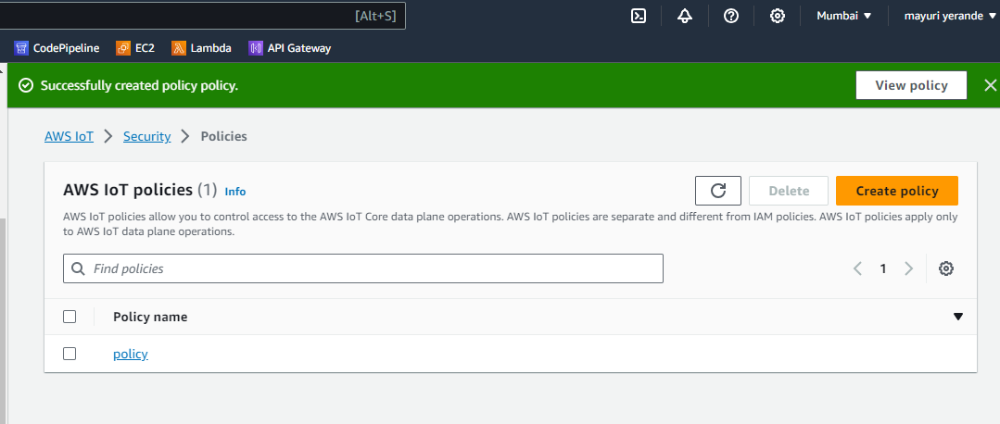 [Alt+S]
Mumbai
mayuri yerande
CodePipeline
EC2
Lambda
API Gateway
Successfully created policy policy.
View policy
AWS IoT
Security
Policies
AWS IoT policies (1) Info
Delete
Create policy
AWS IoT policies allow you to control access to the AWS IoT Core data plane operations. AWS IoT policies are separate and different from IAM policies. AWS IoT policies apply only
to AWS IoT data plane operations.
Find policies
1
Policy name
policy